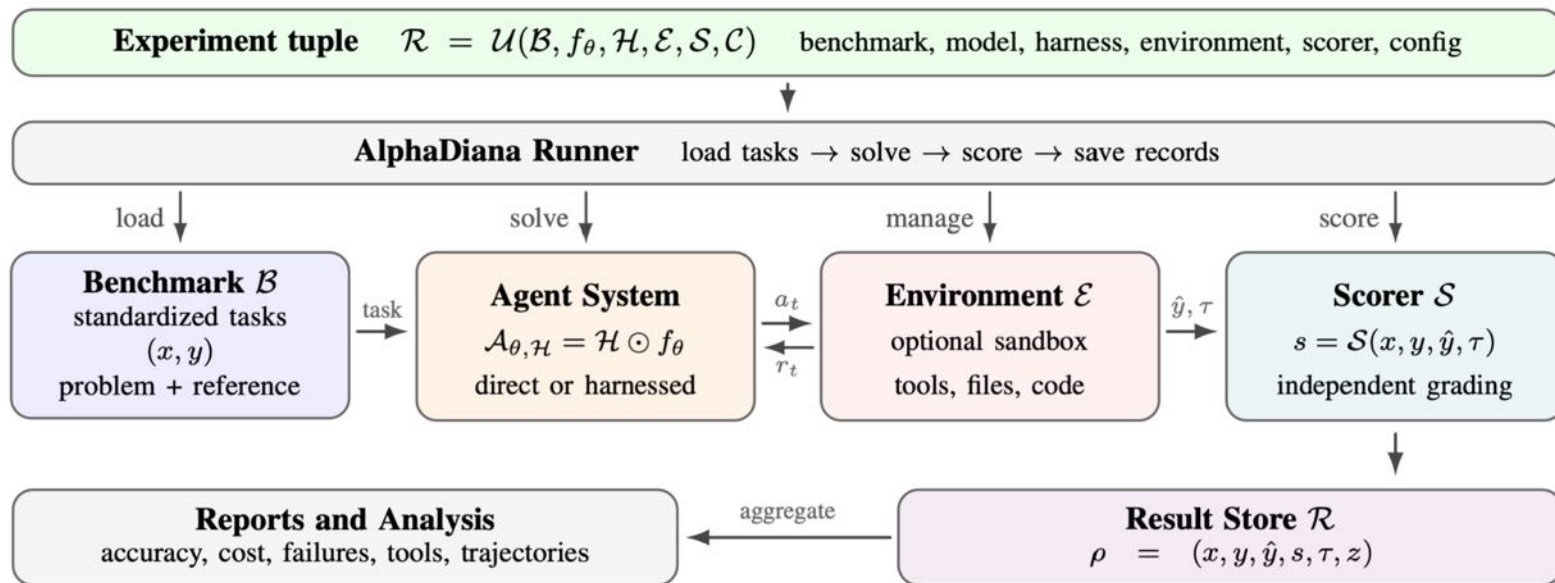 Experiment tuple ℛ = 𝒰(ℬ, f_θ, ℋ, ℰ, 𝒮, 𝒞) benchmark, model, harness, environment, scorer, config
AlphaDiana Runner load tasks → solve → score → save records
load
solve
manage
score
Benchmark ℬ
standardized tasks
(x, y)
problem + reference
task
Agent System
𝒜_{θ,ℋ} = ℋ ⊙ f_θ
direct or harnessed
a_t
r_t
Environment ℰ
optional sandbox
tools, files, code
ŷ, τ
Scorer 𝒮
s = 𝒮(x, y, ŷ, τ)
independent grading
Reports and Analysis
accuracy, cost, failures, tools, trajectories
aggregate
Result Store ℛ
ρ = (x, y, ŷ, s, τ, z)